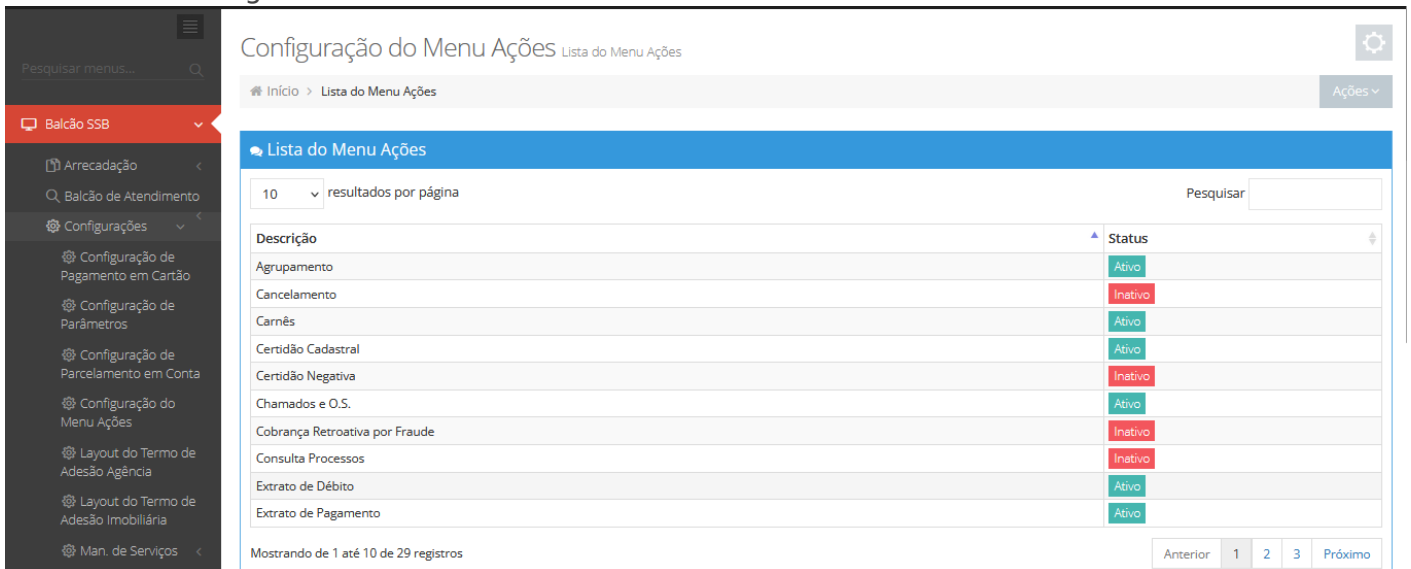 Configuração do Menu Ações Lista do Menu Ações
Pesquisar menus...
Início > Lista do Menu Ações
Ações
Balcão SSB
Arrecadação
Balcão de Atendimento
Configurações
Configuração de
Pagamento em Cartão
Configuração de
Parâmetros
Configuração de
Parcelamento em Conta
Configuração do
Menu Ações
Layout do Termo de
Adesão Agência
Layout do Termo de
Adesão Imobiliária
Man. de Serviços
Lista do Menu Ações
10 resultados por página
Pesquisar
Descrição Status
Agrupamento Ativo
Cancelamento Inativo
Carnês Ativo
Certidão Cadastral Ativo
Certidão Negativa Inativo
Chamados e O.S. Ativo
Cobrança Retroativa por Fraude Inativo
Consulta Processos Inativo
Extrato de Débito Ativo
Extrato de Pagamento Ativo
Mostrando de 1 até 10 de 29 registros
Anterior 1 2 3 Próximo